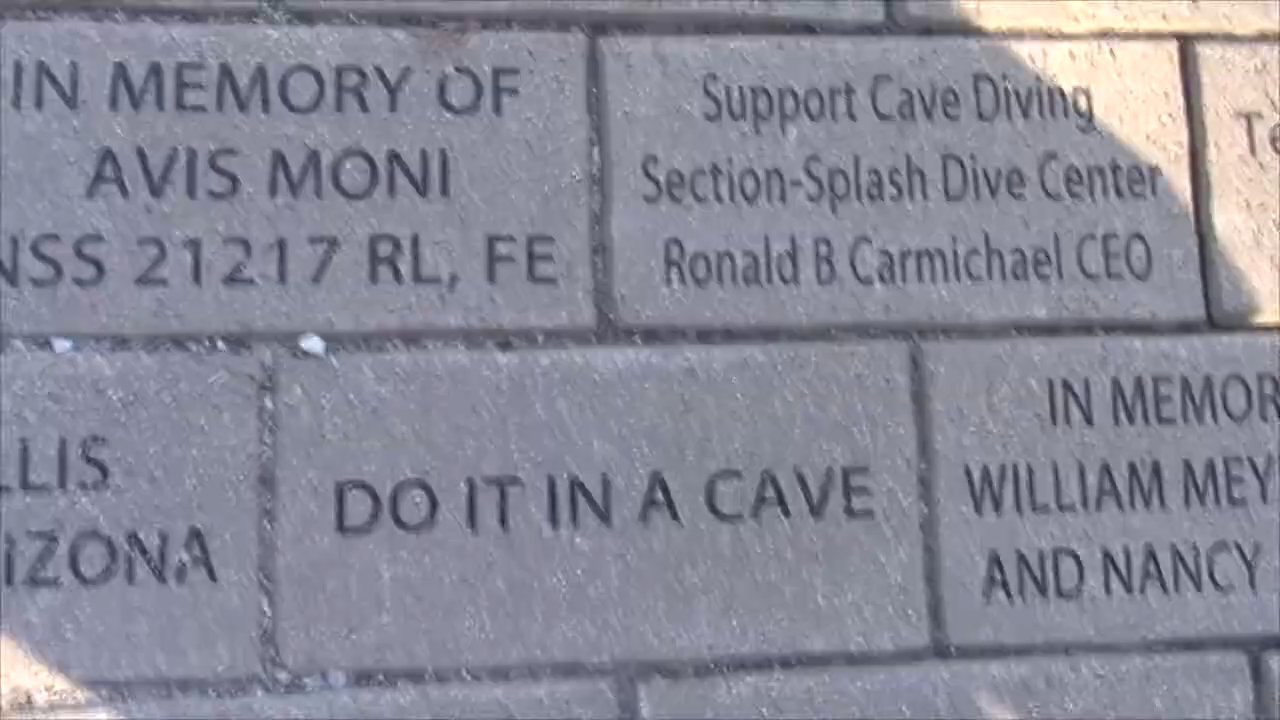 IN MEMORY OF
AVIS MONI
NSS 21217 RL, FE
Support Cave Diving
Section-Splash Dive Center
Ronald B Carmichael CEO
DO IT IN A CAVE
IN MEMOR
WILLIAM MEY
AND NANCY
LLIS
IZONA
Te